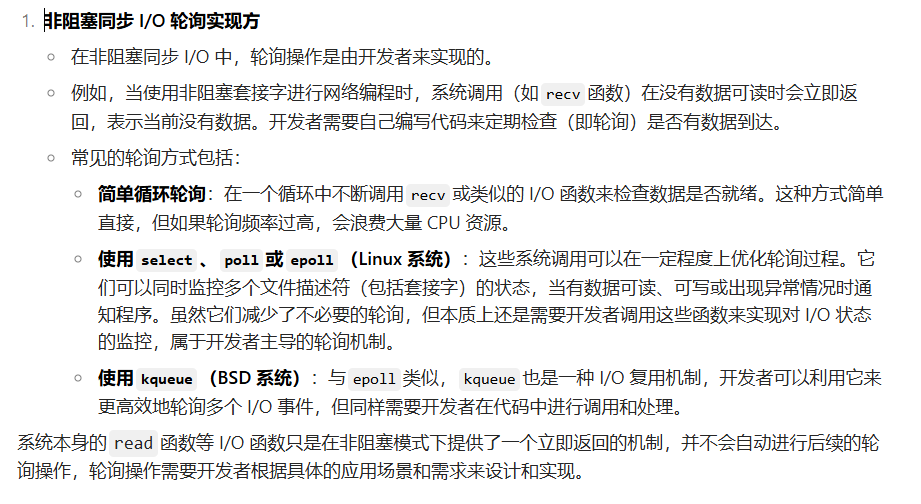 1. 非阻塞同步 I/O 轮询实现方
○ 在非阻塞同步 I/O 中，轮询操作是由开发者来实现的。
○ 例如，当使用非阻塞套接字进行网络编程时，系统调用（如 recv 函数）在没有数据可读时会立即返
回，表示当前没有数据。开发者需要自己编写代码来定期检查（即轮询）是否有数据到达。
○ 常见的轮询方式包括：
▪ 简单循环轮询：在一个循环中不断调用 recv 或类似的 I/O 函数来检查数据是否就绪。这种方式简单
直接，但如果轮询频率过高，会浪费大量 CPU 资源。
▪ 使用 select 、 poll 或 epoll （Linux 系统）：这些系统调用可以在一定程度上优化轮询过程。它
们可以同时监控多个文件描述符（包括套接字）的状态，当有数据可读、可写或出现异常情况时通
知程序。虽然它们减少了不必要的轮询，但本质上还是需要开发者调用这些函数来实现对 I/O 状态
的监控，属于开发者主导的轮询机制。
▪ 使用 kqueue （BSD 系统）：与 epoll 类似， kqueue 也是一种 I/O 复用机制，开发者可以利用它来
更高效地轮询多个 I/O 事件，但同样需要开发者在代码中进行调用和处理。
系统本身的 read 函数等 I/O 函数只是在非阻塞模式下提供了一个立即返回的机制，并不会自动进行后续的轮
询操作，轮询操作需要开发者根据具体的应用场景和需求来设计和实现。